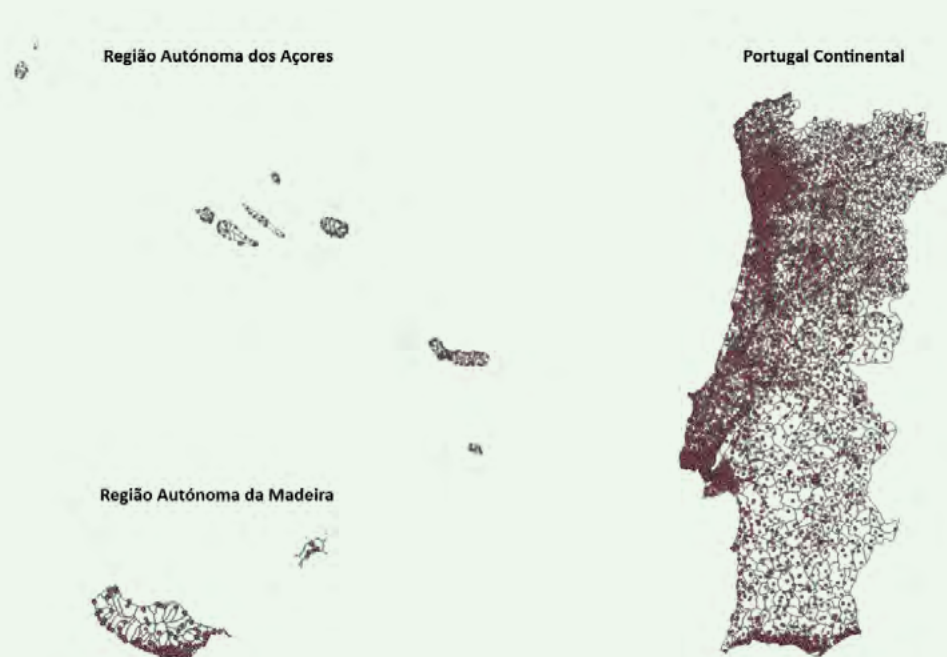 Região Autónoma dos Açores
Portugal Continental
Região Autónoma da Madeira